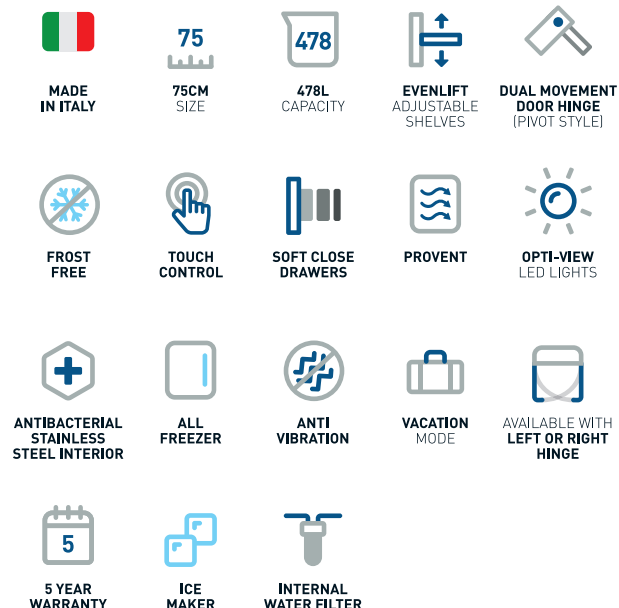 75
478
MADE
IN ITALY
75CM
SIZE
478L
CAPACITY
EVENLIFT
ADJUSTABLE
SHELVES
DUAL MOVEMENT
DOOR HINGE
(PIVOT STYLE)
FROST
FREE
TOUCH
CONTROL
SOFT CLOSE
DRAWERS
PROVENT
OPTI-VIEW
LED LIGHTS
ANTIBACTERIAL
STAINLESS
STEEL INTERIOR
ALL
FREEZER
ANTI
VIBRATION
VACATION
MODE
AVAILABLE WITH
LEFT OR RIGHT
HINGE
5
5 YEAR
WARRANTY
ICE
MAKER
INTERNAL
WATER FILTER